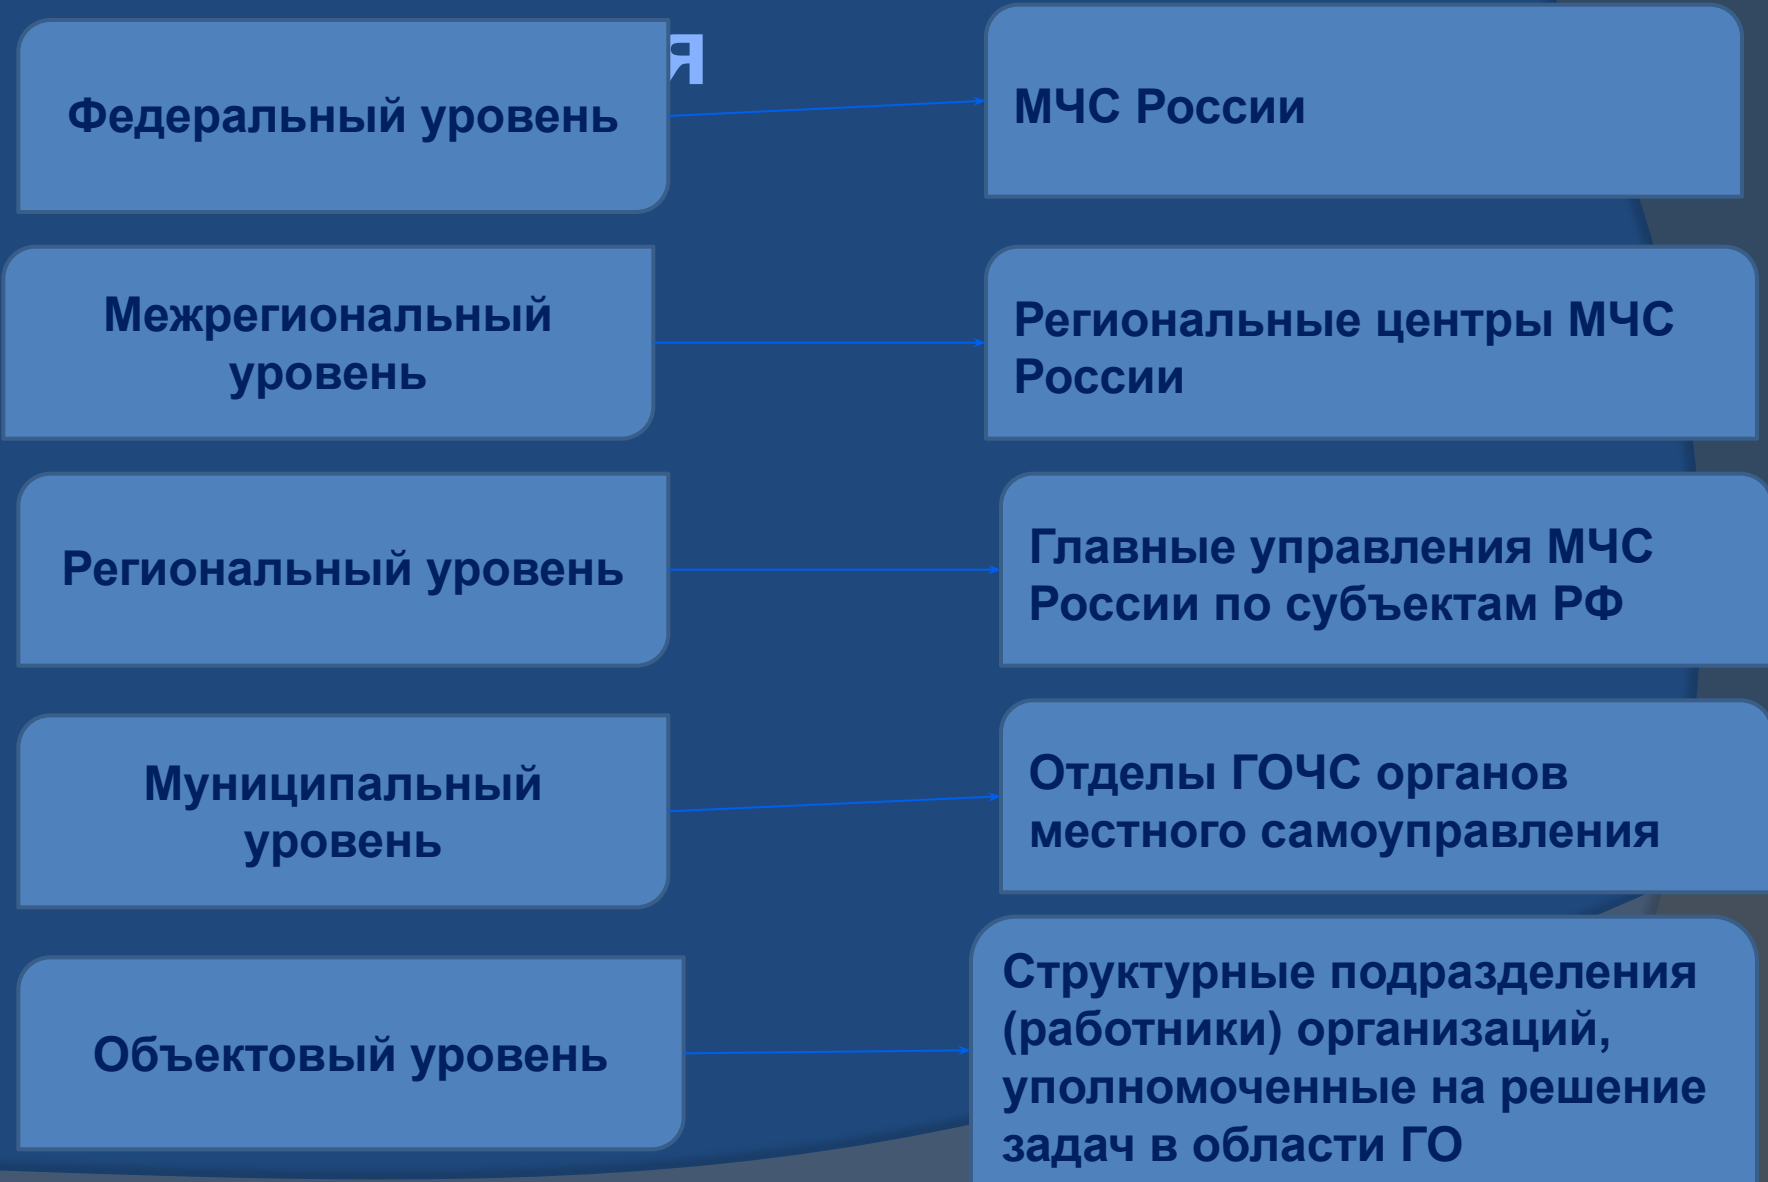 я
Федеральный уровень
МЧС России
Межрегиональный
уровень
Региональные центры МЧС
России
Региональный уровень
Главные управления МЧС
России по субъектам РФ
Муниципальный
уровень
Отделы ГОЧС органов
местного самоуправления
Объектовый уровень
Структурные подразделения
(работники) организаций,
уполномоченные на решение
задач в области ГО